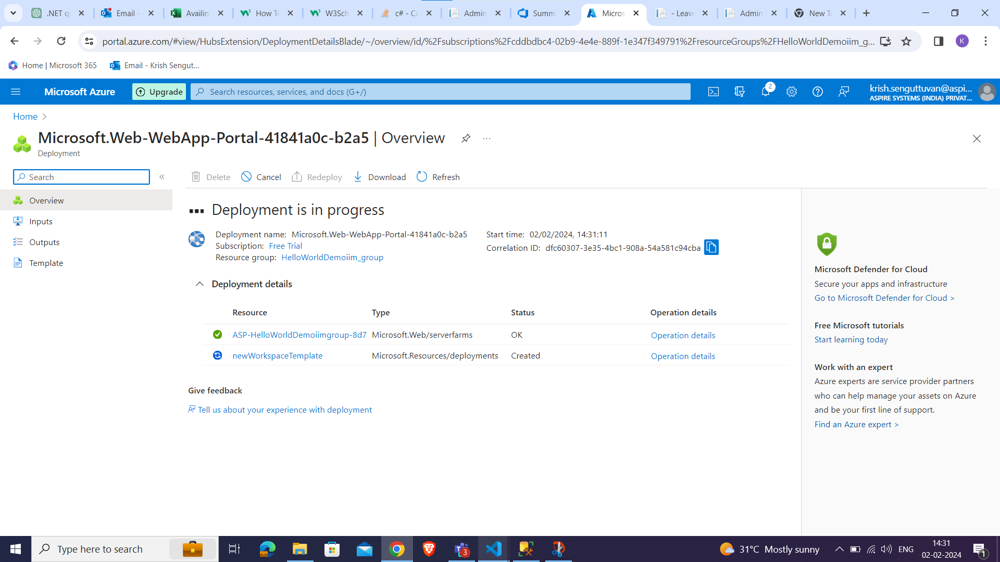 .NET qu
Email -
Availin
How To
W3Sch
c# - Ca
Admin
Summ
Micros
- Leave
Admin
New Ta
portal.azure.com/#view/HubsExtension/DeploymentDetailsBlade/~/overview/id/%2Fsubscriptions%2Fcddbdbc4-02b9-4e4e-889f-1e347f349791%2FresourceGroups%2FHelloWorldDemoiim_g...
K
Home | Microsoft 365
Email - Krish Sengut...
Microsoft Azure
Upgrade
Search resources, services, and docs (G+/)
2
krish.senguttuvan@aspi...
ASPIRE SYSTEMS (INDIA) PRIVAT...
Home
Microsoft.Web-WebApp-Portal-41841a0c-b2a5 | Overview
...
Deployment
Search
Delete
Cancel
Redeploy
Download
Refresh
Overview
Inputs
Outputs
Template
Deployment is in progress
Deployment name: Microsoft.Web-WebApp-Portal-41841a0c-b2a5
Subscription: Free Trial
Resource group: HelloWorldDemoiim_group
Start time: 02/02/2024, 14:31:11
Correlation ID: dfc60307-3e35-4bc1-908a-54a581c94cba
Deployment details
Resource Type Status Operation details
ASP-HelloWorldDemoiimgroup-8d7 Microsoft.Web/serverfarms OK Operation details
newWorkspaceTemplate Microsoft.Resources/deployments Created Operation details
Give feedback
Tell us about your experience with deployment
Microsoft Defender for Cloud
Secure your apps and infrastructure
Go to Microsoft Defender for Cloud >
Free Microsoft tutorials
Start learning today
Work with an expert
Azure experts are service provider partners
who can help manage your assets on Azure
and be your first line of support.
Find an Azure expert >
Type here to search
3
31°C Mostly sunny
ENG
14:31
02-02-2024
1